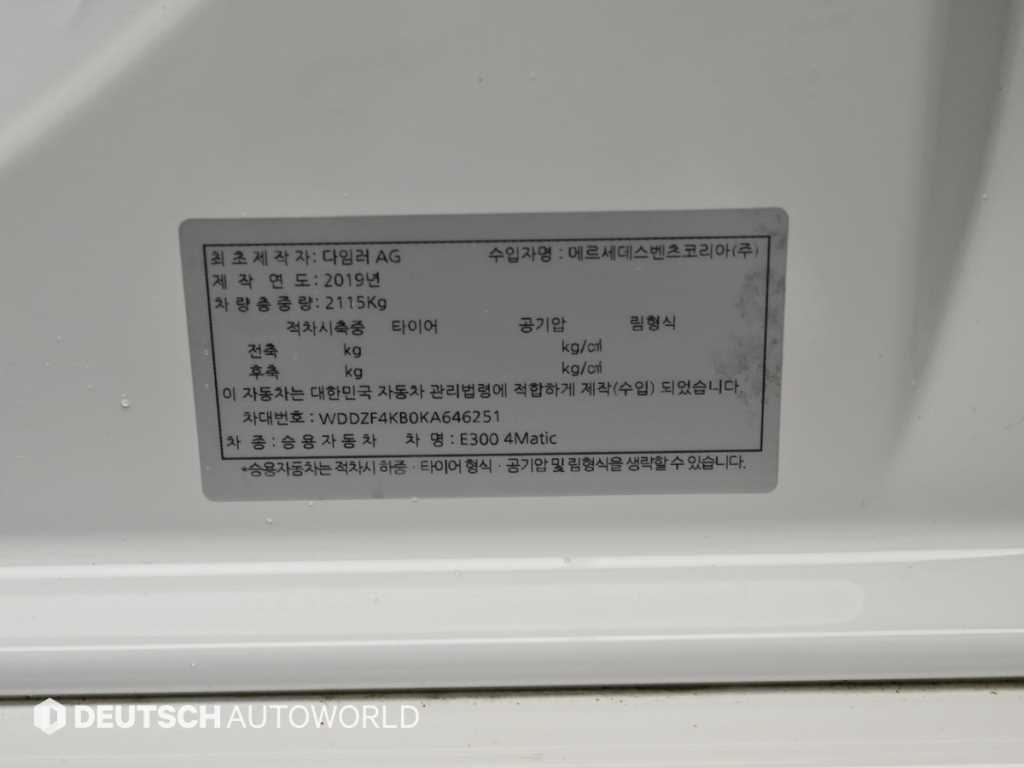 최초제작자: 다임러 AG 수입자명 : 메르세데스벤츠코리아(주)
제 작 연 도: 2019년
차 량 총 중 량: 2115Kg
적차시축중 타이어 공기압 림형식
전축 kg kg/㎠
후축 kg kg/㎠
이 자동차는 대한민국 자동차 관리법령에 적합하게 제작(수입) 되었습니다.
차대번호 : WDDZF4KB0KA646251
차 종 : 승용자동차 차 명 : E300 4Matic
*승용자동차는 적차시 하중 · 타이어 형식 · 공기압 및 림형식을 생략할 수 있습니다.
DEUTSCH AUTOWORLD